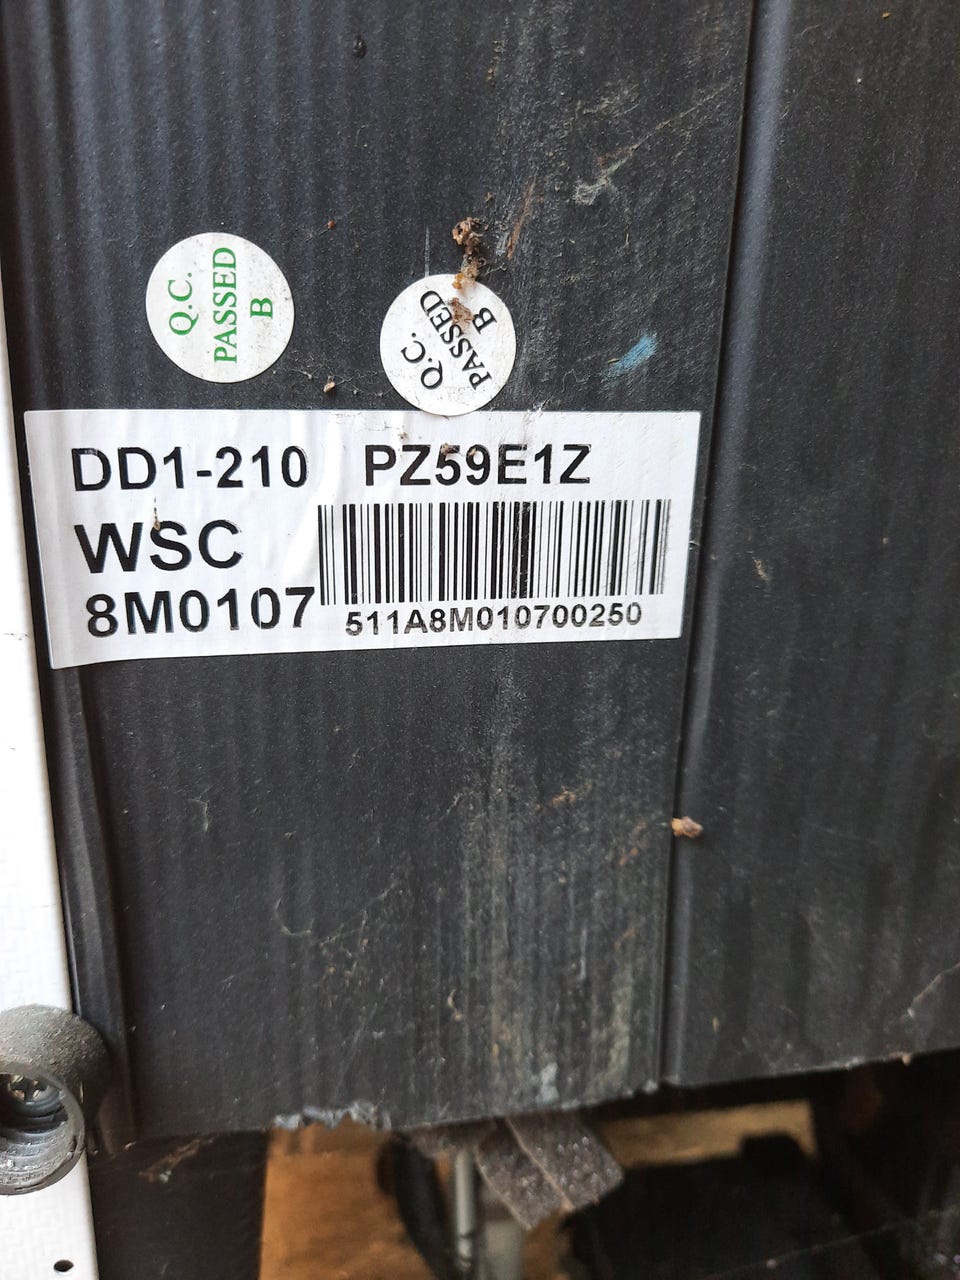 Q.C.
PASSED
B
Q.C.
PASSED
B
DD1-210 PZ59E1Z
WSC
8M0107
511A8M010700250